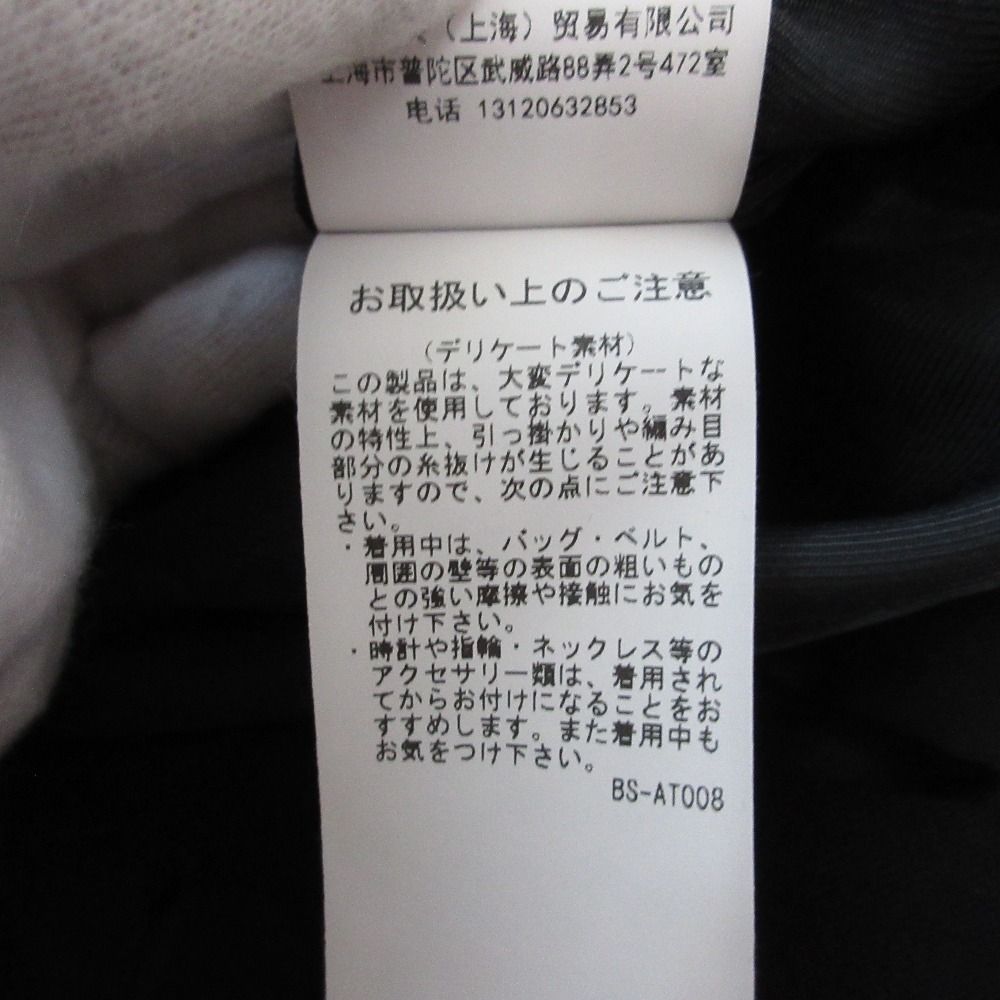 （上海）贸易有限公司
上海市普陀区武威路88弄2号472室
电话 13120632853
お取扱い上のご注意
（デリケート素材）
この製品は、大変デリケートな
素材を使用しております。素材
の特性上、引っ掛かりや編み目
部分の糸抜けが生じることがあ
りますので、次の点にご注意下
さい。
・着用中は、バッグ・ベルト、
周囲の壁等の表面の粗いもの
との強い摩擦や接触にお気を
付け下さい。
・時計や指輪・ネックレス等の
アクセサリー類は、着用され
てからお付けになることをお
すすめします。また着用中も
お気をつけ下さい。
BS-AT008